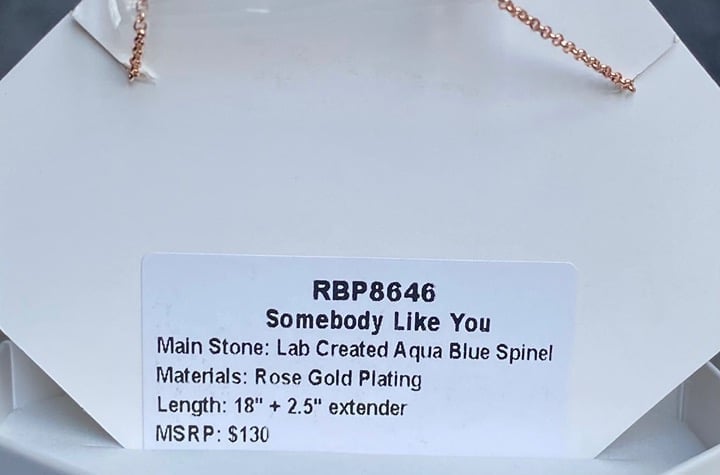 RBP8646
Somebody Like You
Main Stone: Lab Created Aqua Blue Spinel
Materials: Rose Gold Plating
Length: 18" + 2.5" extender
MSRP: $130